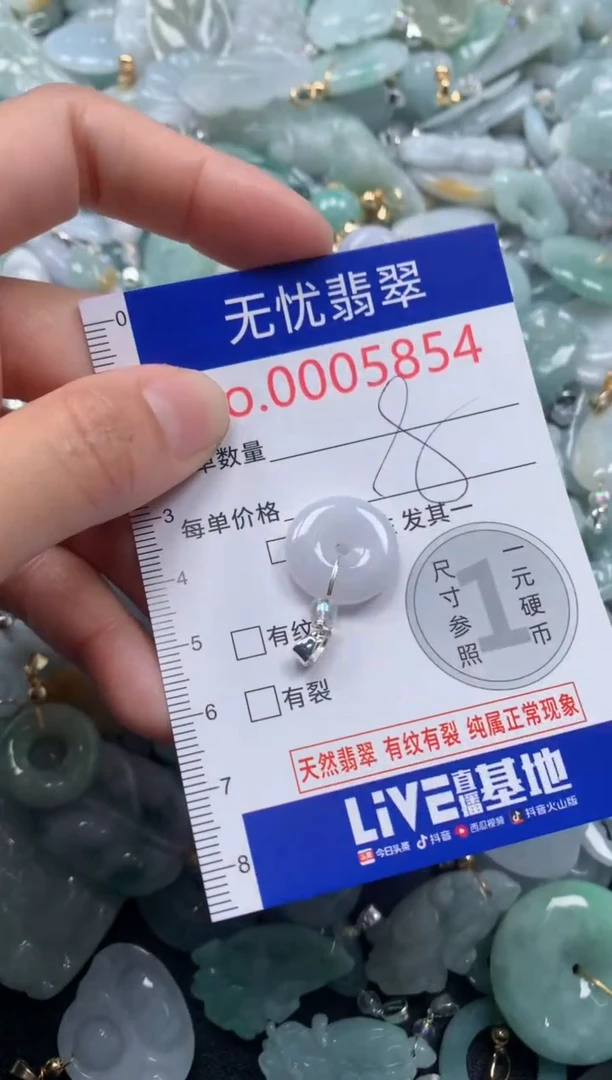 0
无忧翡翠
o.0005854
单数量
8
3
每单价格
发其一
4
尺寸参照
1
一元硬币
5
有纹
6
有裂
天然翡翠 有纹有裂 纯属正常现象
7
LiVE直播基地
8
今日头条 抖音 西瓜视频 抖音火山版